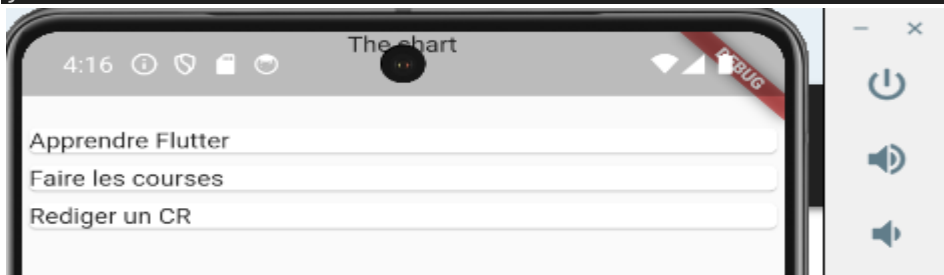 The chart
4:16
DEBUG
Apprendre Flutter
Faire les courses
Rediger un CR